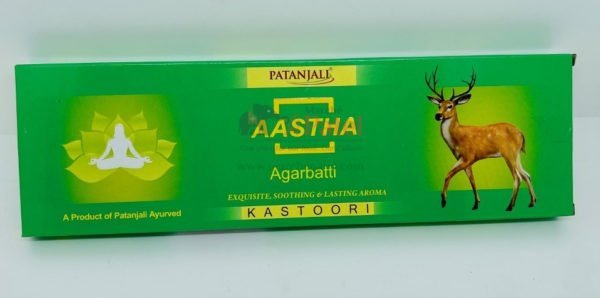 PATANJALI®
AASTHA
Agarbatti
EXQUISITE, SOOTHING & LASTING AROMA
KASTOORI
A Product of Patanjali Ayurved